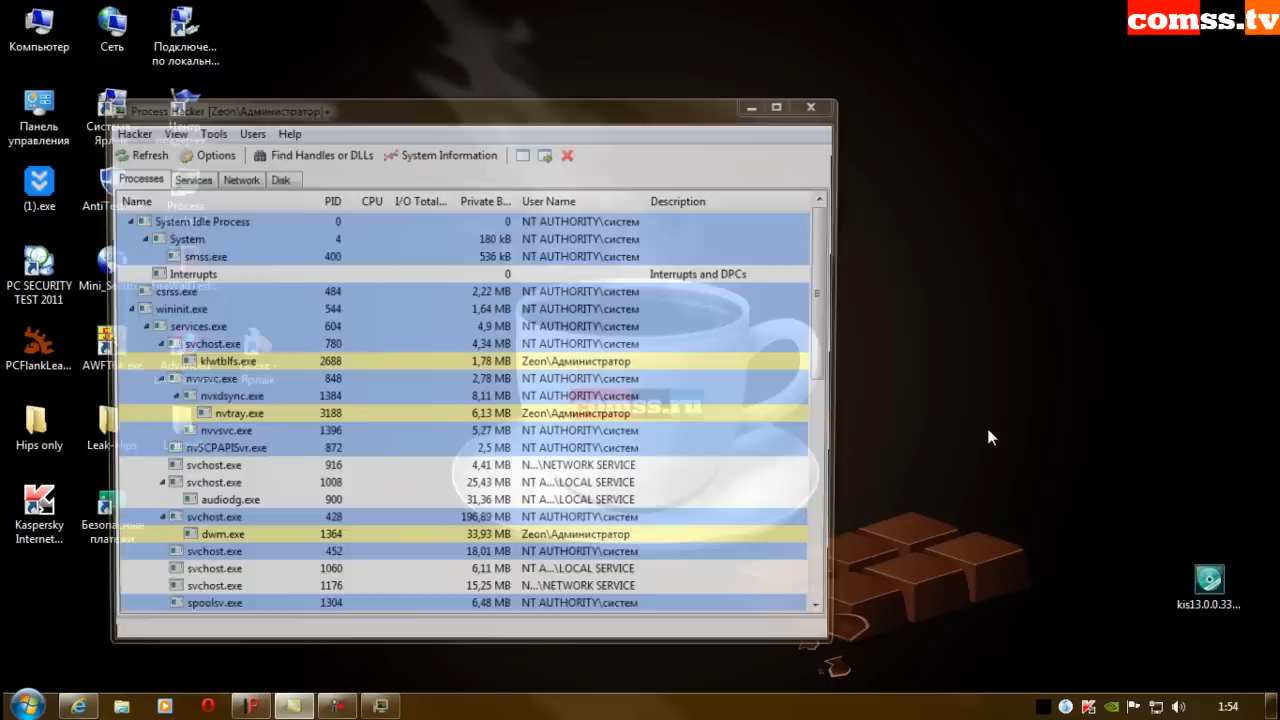 comss.tv
Компьютер
Сеть
Подключе...
по локальн...
Панель
управления
(1).exe
PC SECURITY
TEST 2011
PCFlankLea...
Hips only
Leak-Hips
Kaspersky
Internet...
Безопасные
платежи
Process Hacker [Zeon\Администратор]+
Hacker View Tools Users Help
Refresh Options Find Handles or DLLs System Information
Processes Services Network Disk
Name PID CPU I/O Total... Private B... User Name Description
System Idle Process 0 0 NT AUTHORITY\систем
System 4 180 kB NT AUTHORITY\систем
smss.exe 400 536 kB NT AUTHORITY\систем
Interrupts 0 Interrupts and DPCs
csrss.exe 484 2,22 MB NT AUTHORITY\систем
wininit.exe 544 1,64 MB NT AUTHORITY\систем
services.exe 604 4,9 MB NT AUTHORITY\систем
svchost.exe 780 4,34 MB NT AUTHORITY\систем
kfwtblfs.exe 2688 1,78 MB Zeon\Администратор
nvvsvc.exe 848 2,78 MB NT AUTHORITY\систем
nvxdsync.exe 1384 8,11 MB NT AUTHORITY\систем
nvtray.exe 3188 6,13 MB Zeon\Администратор
nvvsvc.exe 1396 5,27 MB NT AUTHORITY\систем
nvSCPAPISvr.exe 872 2,5 MB NT AUTHORITY\систем
svchost.exe 916 4,41 MB N...\NETWORK SERVICE
svchost.exe 1008 25,43 MB NT A...\LOCAL SERVICE
audiodg.exe 900 31,36 MB NT A...\LOCAL SERVICE
svchost.exe 428 196,89 MB NT AUTHORITY\систем
dwm.exe 1364 33,93 MB Zeon\Администратор
svchost.exe 452 18,01 MB NT AUTHORITY\систем
svchost.exe 1060 6,11 MB NT A...\LOCAL SERVICE
svchost.exe 1176 15,25 MB N...\NETWORK SERVICE
spoolsv.exe 1304 6,48 MB NT AUTHORITY\систем
comss.ru
kis13.0.0.33...
1:54